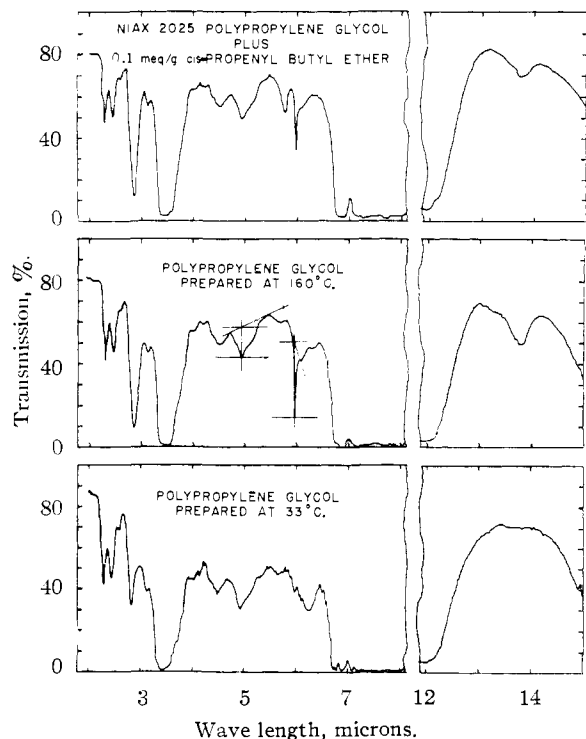 NIAX 2025 POLYPROPYLENE GLYCOL
PLUS
0.1 meq/g cis-PROPENYL BUTYL ETHER
80
40
0
POLYPROPYLENE GLYCOL
PREPARED AT 160°C.
80
40
0
Transmission, %.
POLYPROPYLENE GLYCOL
PREPARED AT 33°C.
80
40
0
3 5 7 12 14
Wave length, microns.